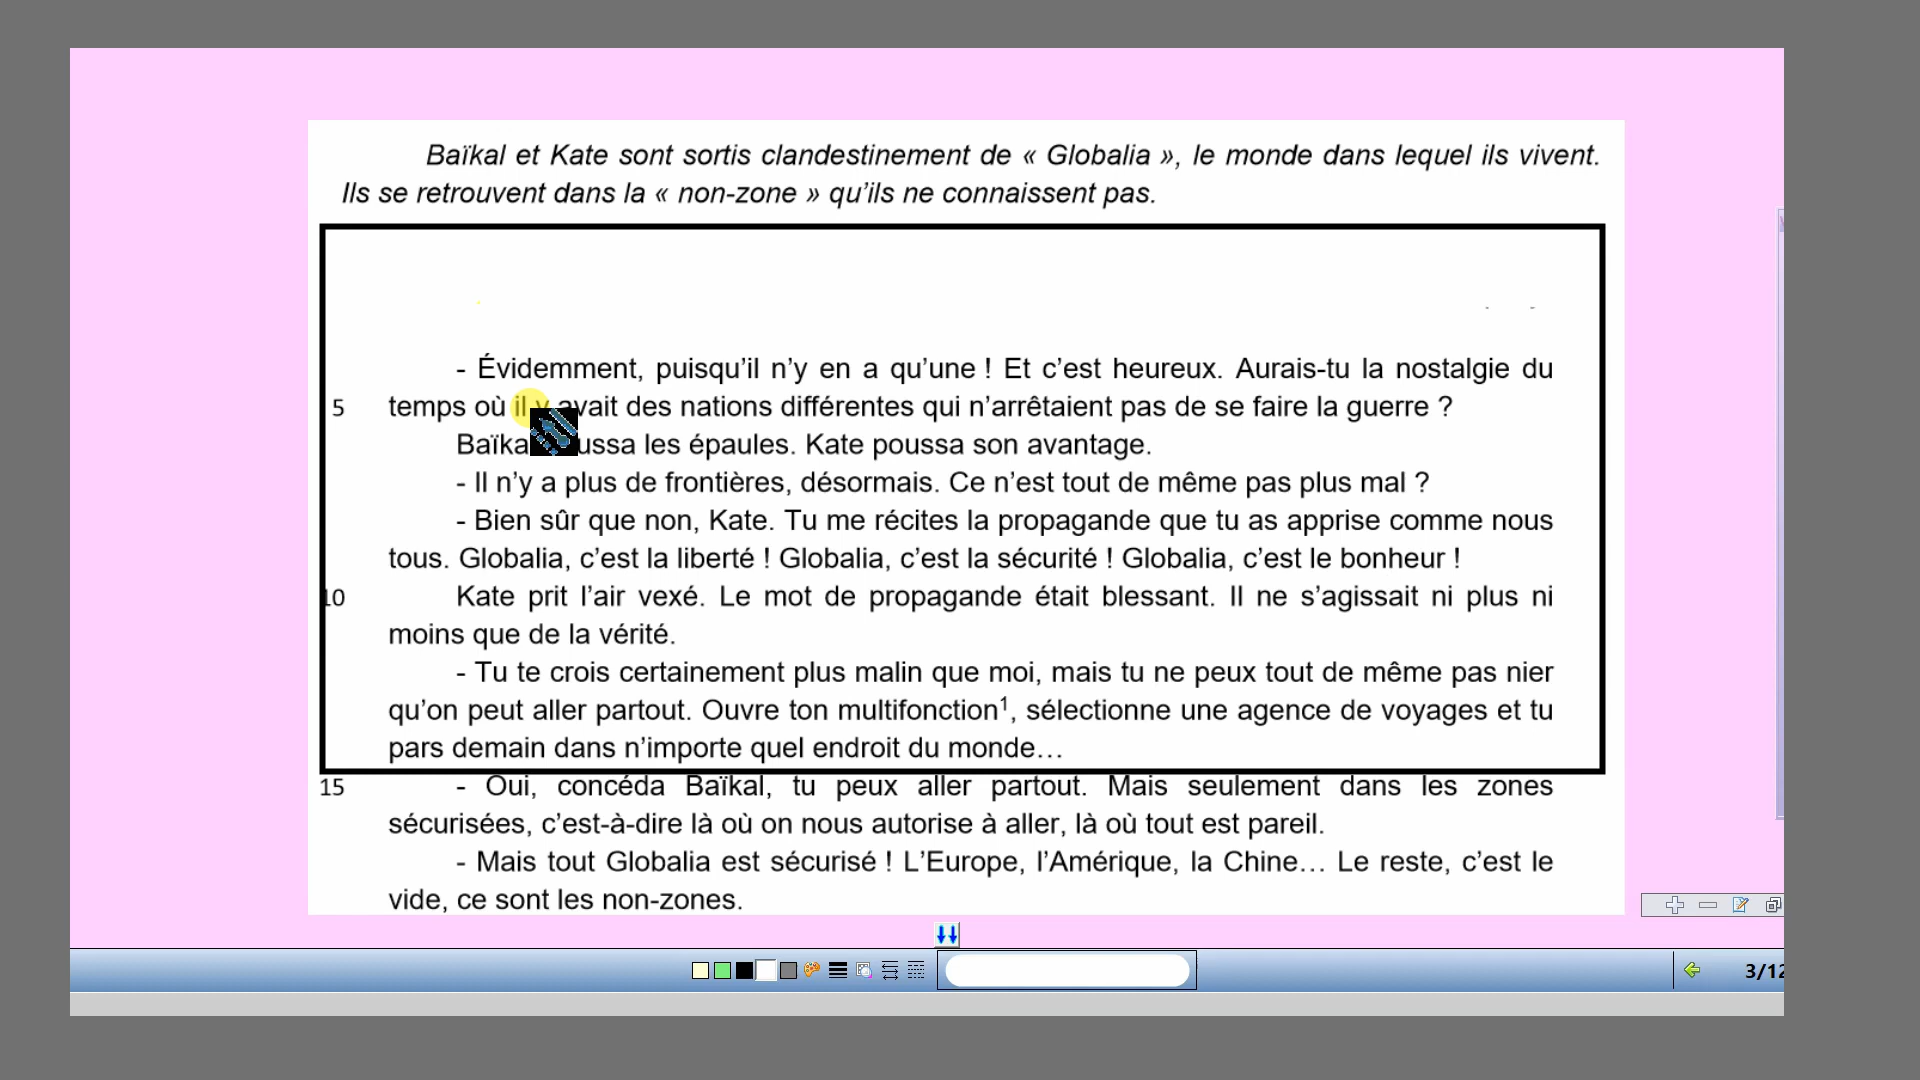 Baïkal et Kate sont sortis clandestinement de « Globalia », le monde dans lequel ils vivent.
Ils se retrouvent dans la « non-zone » qu’ils ne connaissent pas.
- Évidemment, puisqu’il n’y en a qu’une ! Et c’est heureux. Aurais-tu la nostalgie du
5 temps où il y avait des nations différentes qui n’arrêtaient pas de se faire la guerre ?
les épaules. Kate poussa son avantage.
- Il n’y a plus de frontières, désormais. Ce n’est tout de même pas plus mal ?
- Bien sûr que non, Kate. Tu me récites la propagande que tu as apprise comme nous
tous. Globalia, c’est la liberté ! Globalia, c’est la sécurité ! Globalia, c’est le bonheur !
10 Kate prit l’air vexé. Le mot de propagande était blessant. Il ne s’agissait ni plus ni
moins que de la vérité.
- Tu te crois certainement plus malin que moi, mais tu ne peux tout de même pas nier
qu’on peut aller partout. Ouvre ton multifonction¹, sélectionne une agence de voyages et tu
pars demain dans n’importe quel endroit du monde…
15 - Oui, concéda Baïkal, tu peux aller partout. Mais seulement dans les zones
sécurisées, c’est-à-dire là où on nous autorise à aller, là où tout est pareil.
- Mais tout Globalia est sécurisé ! L’Europe, l’Amérique, la Chine… Le reste, c’est le
vide, ce sont les non-zones.
3/12